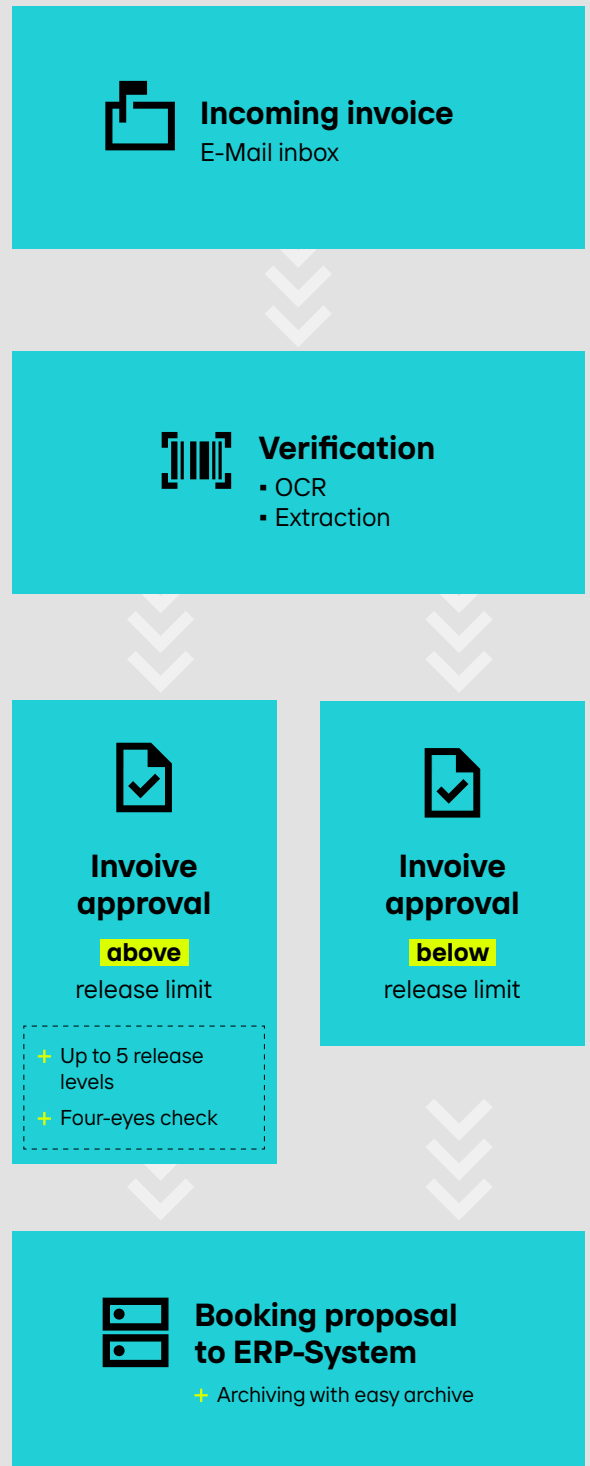 Incoming invoice
E-Mail inbox
Verification
▪ OCR
▪ Extraction
Invoive
approval
above
release limit
+ Up to 5 release
levels
+ Four-eyes check
Invoive
approval
below
release limit
Booking proposal
to ERP-System
+ Archiving with easy archive